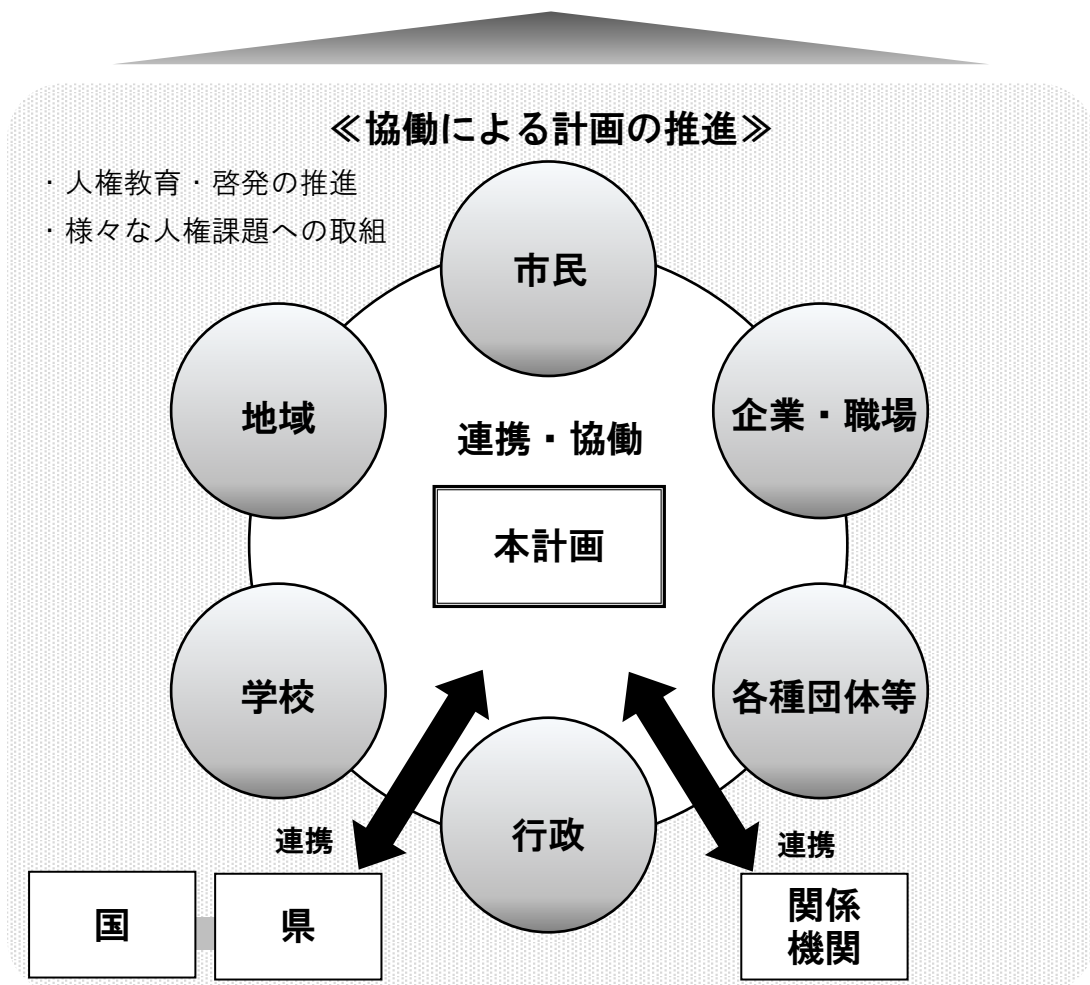 ≪協働による計画の推進≫
・人権教育・啓発の推進
・様々な人権課題への取組
市民
地域
企業・職場
連携・協働
本計画
学校
各種団体等
行政
連携
連携
国
県
関係
機関